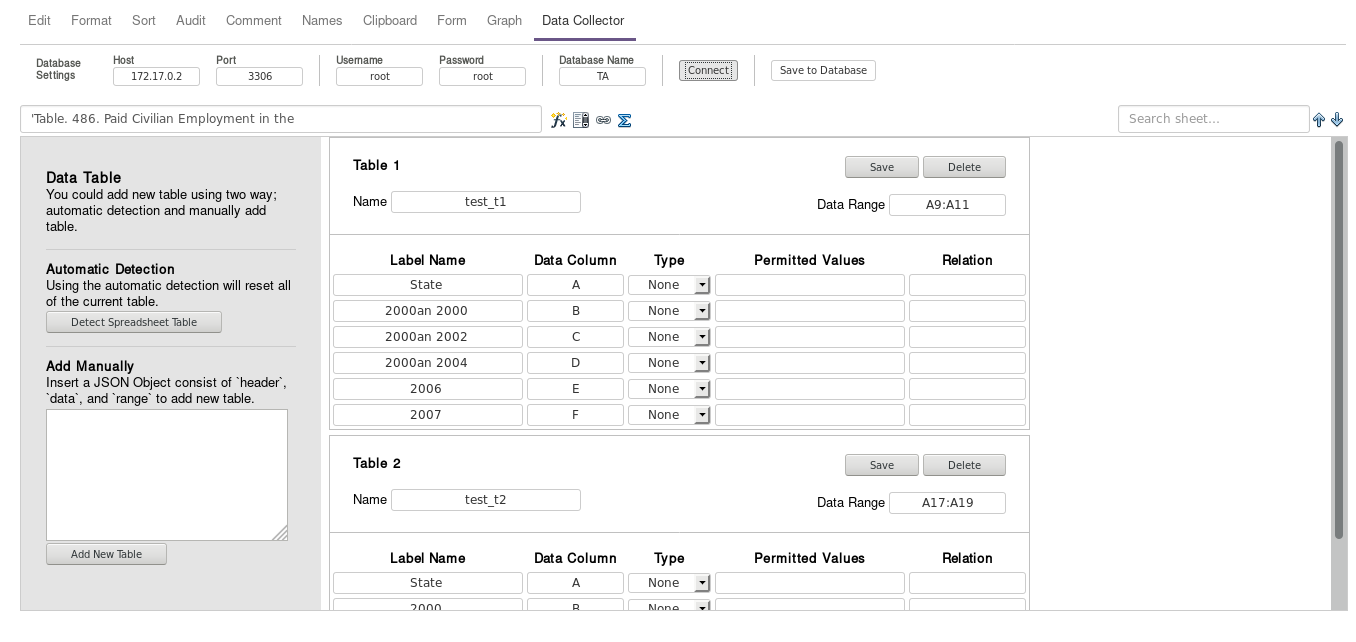 Edit Format Sort Audit Comment Names Clipboard Form Graph Data Collector
Database Settings
Host Port Username Password Database Name
172.17.0.2 3306 root root TA Connect Save to Database
'Table. 486. Paid Civilian Employment in the
Search sheet...
Data Table
You could add new table using two way;
automatic detection and manually add
table.
Automatic Detection
Using the automatic detection will reset all
of the current table.
Detect Spreadsheet Table
Add Manually
Insert a JSON Object consist of `header`,
`data`, and `range` to add new table.
Add New Table
Table 1 Save Delete
Name test_t1 Data Range A9:A11
Label Name Data Column Type Permitted Values Relation
State A None
2000an 2000 B None
2000an 2002 C None
2000an 2004 D None
2006 E None
2007 F None
Table 2 Save Delete
Name test_t2 Data Range A17:A19
Label Name Data Column Type Permitted Values Relation
State A None
2000 B None